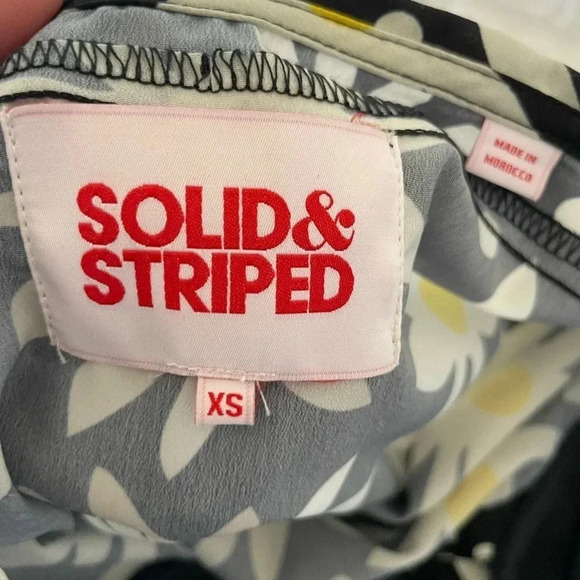 SOLID&
STRIPED
XS
MADE IN
MOROCCO